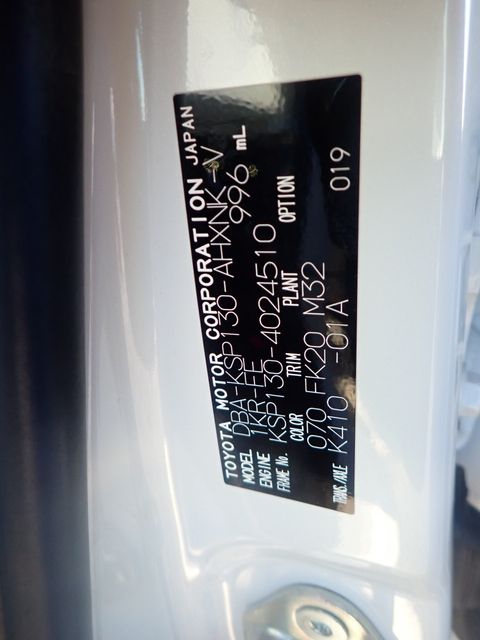 TOYOTA MOTOR CORPORATION JAPAN
MODEL DBA-KSP130-AHXNK-V
ENGINE 1KR-FE 996 mL
FRAME No. KSP130-4024510
COLOR TRIM PLANT OPTION
070 FK20 M32
TRANS./AXLE K410 -01A 019